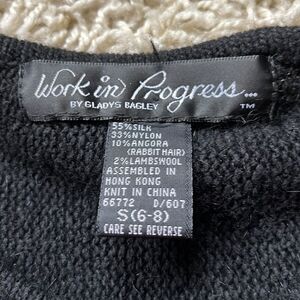 Work in Progress...
BY GLADYS BAGLEY TM
55% SILK
33% NYLON
10% ANGORA
(RABBIT HAIR)
2% LAMBSWOOL
ASSEMBLED IN
HONG KONG
KNIT IN CHINA
66772 D/607
S(6-8)
CARE SEE REVERSE